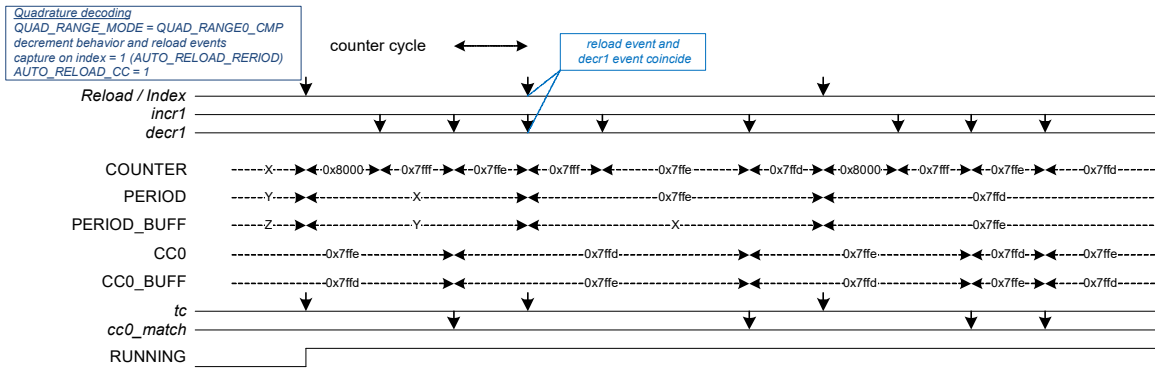 Quadrature decoding
QUAD_RANGE_MODE = QUAD_RANGE0_CMP
decrement behavior and reload events
capture on index = 1 (AUTO_RELOAD_RERIOD)
AUTO_RELOAD_CC = 1
counter cycle
reload event and
decr1 event coincide
Reload / Index
incr1
decr1
COUNTER X 0x8000 0x7fff 0x7ffe 0x7fff 0x7ffe 0x7ffd 0x8000 0x7fff 0x7ffe 0x7ffd
PERIOD Y X 0x7ffe 0x7ffd
PERIOD_BUFF Z Y X 0x7ffe
CC0 0x7ffe 0x7ffd 0x7ffe 0x7ffd 0x7ffe
CC0_BUFF 0x7ffd 0x7ffe 0x7ffd 0x7ffe 0x7ffd
tc
cc0_match
RUNNING